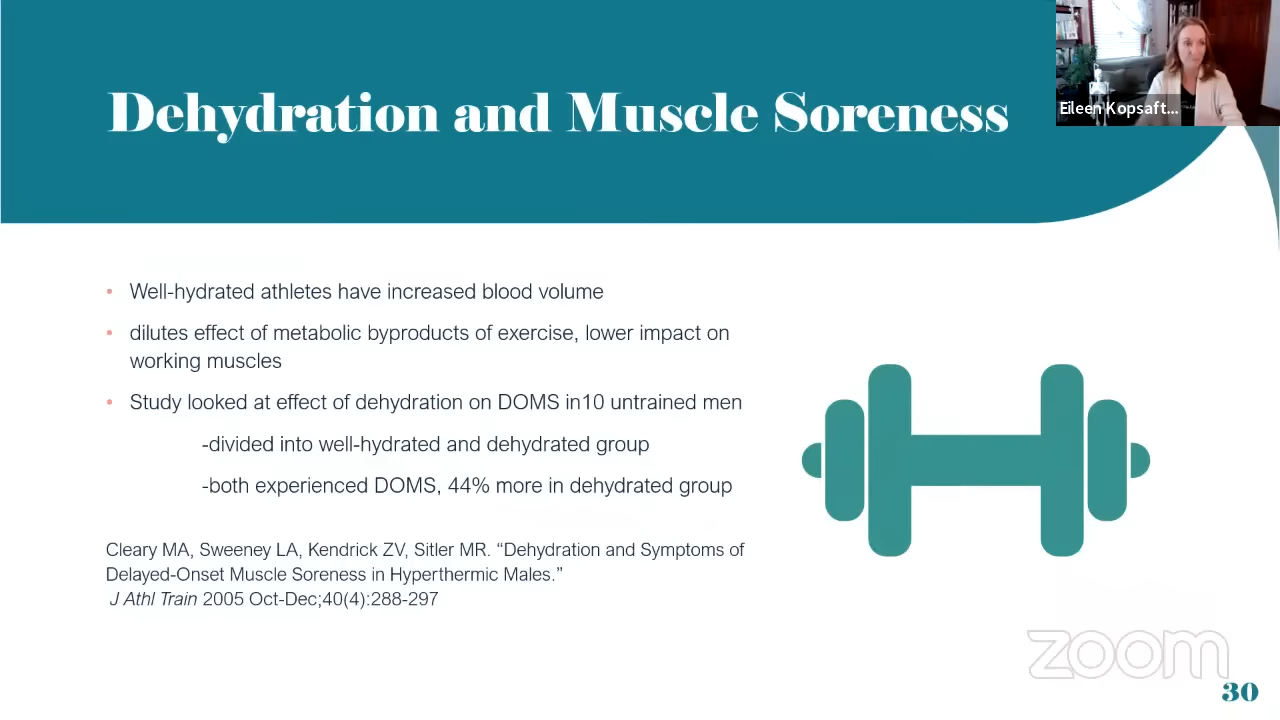 Dehydration and Muscle Soreness
Eileen Kopsaft...
• Well-hydrated athletes have increased blood volume
• dilutes effect of metabolic byproducts of exercise, lower impact on
working muscles
• Study looked at effect of dehydration on DOMS in10 untrained men
-divided into well-hydrated and dehydrated group
-both experienced DOMS, 44% more in dehydrated group
Cleary MA, Sweeney LA, Kendrick ZV, Sitler MR. “Dehydration and Symptoms of
Delayed-Onset Muscle Soreness in Hyperthermic Males.”
J Athl Train 2005 Oct-Dec;40(4):288-297
zoom
30